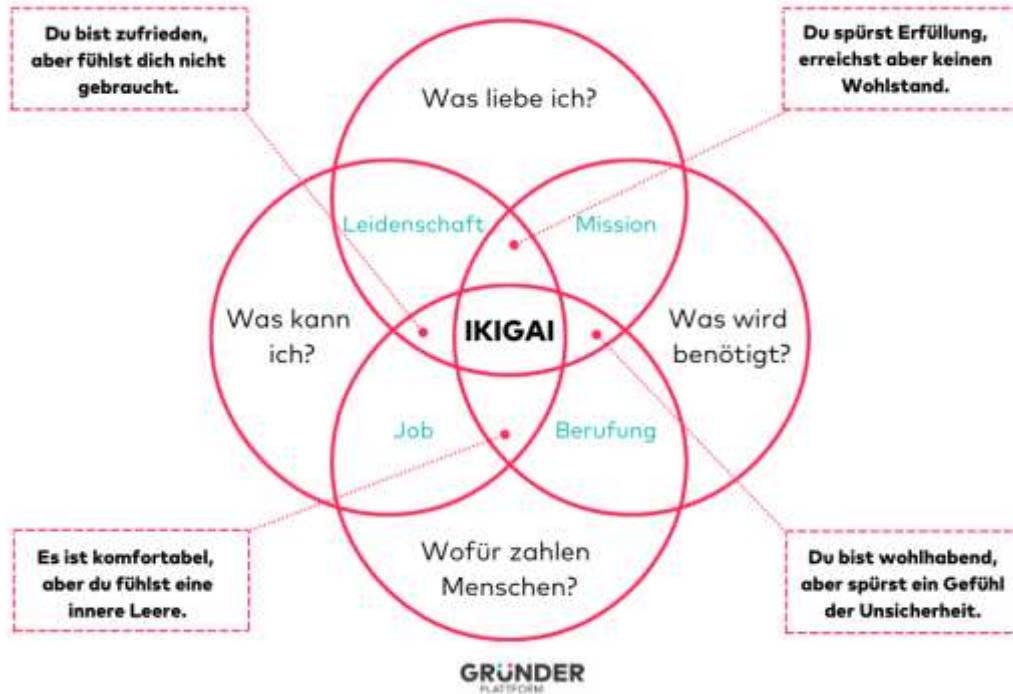 Du bist zufrieden,
aber fühlst dich nicht
gebraucht.
Du spürst Erfüllung,
erreichst aber keinen
Wohlstand.
Was liebe ich?
Leidenschaft
Mission
Was kann
ich?
IKIGAI
Was wird
benötigt?
Job
Berufung
Es ist komfortabel,
aber du fühlst eine
innere Leere.
Wofür zahlen
Menschen?
Du bist wohlhabend,
aber spürst ein Gefühl
der Unsicherheit.
GRÜNDER
PLATTFORM